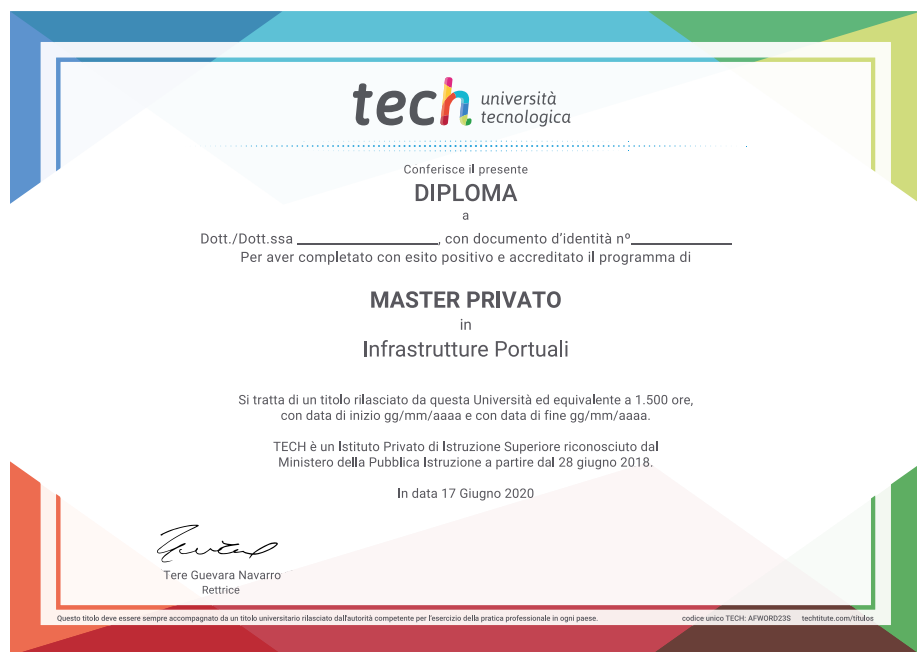 tech università
tecnologica
Conferisce il presente
DIPLOMA
a
Dott./Dott.ssa ____________________, con documento d'identità nº______________
Per aver completato con esito positivo e accreditato il programma di
MASTER PRIVATO
in
Infrastrutture Portuali
Si tratta di un titolo rilasciato da questa Università ed equivalente a 1.500 ore,
con data di inizio gg/mm/aaaa e con data di fine gg/mm/aaaa.
TECH è un Istituto Privato di Istruzione Superiore riconosciuto dal
Ministero della Pubblica Istruzione a partire dal 28 giugno 2018.
In data 17 Giugno 2020
Tere Guevara Navarro
Rettrice
Questo titolo deve essere sempre accompagnato da un titolo universitario rilasciato dall'autorità competente per l'esercizio della pratica professionale in ogni paese. codice unico TECH: AFWORD23S techtitute.com/titulos